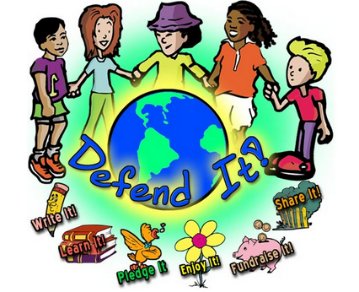 Defend It?
Write It!
Learn It!
Pledge It
Enjoy It!
Fundraise It!
Share It!